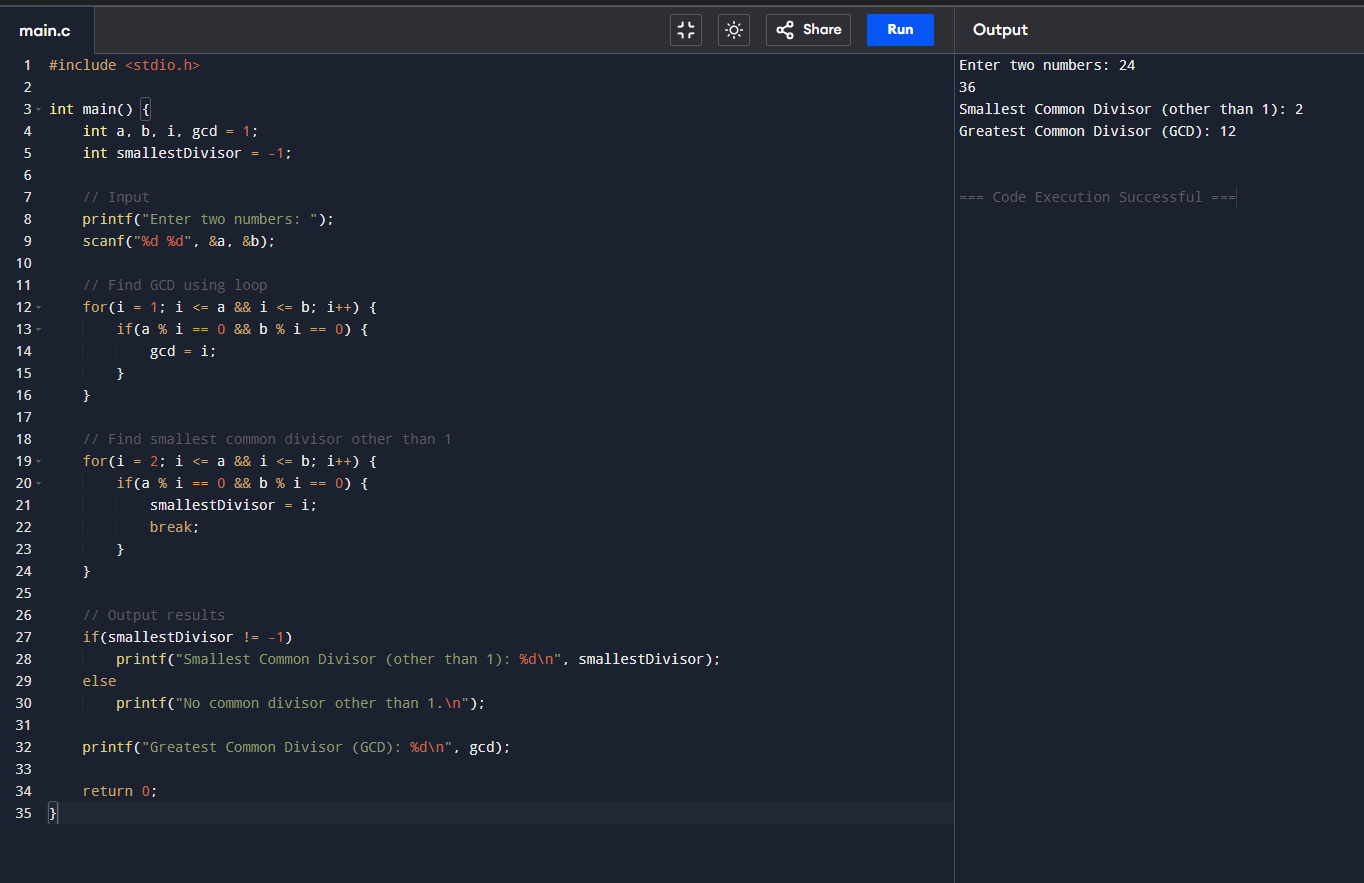 main.c
Share
Run
Output
1 #include <stdio.h>
2
3 int main() {
4     int a, b, i, gcd = 1;
5     int smallestDivisor = -1;
6
7     // Input
8     printf("Enter two numbers: ");
9     scanf("%d %d", &a, &b);
10
11     // Find GCD using loop
12     for(i = 1; i <= a && i <= b; i++) {
13         if(a % i == 0 && b % i == 0) {
14             gcd = i;
15         }
16     }
17
18     // Find smallest common divisor other than 1
19     for(i = 2; i <= a && i <= b; i++) {
20         if(a % i == 0 && b % i == 0) {
21             smallestDivisor = i;
22             break;
23         }
24     }
25
26     // Output results
27     if(smallestDivisor != -1)
28         printf("Smallest Common Divisor (other than 1): %d\n", smallestDivisor);
29     else
30         printf("No common divisor other than 1.\n");
31
32     printf("Greatest Common Divisor (GCD): %d\n", gcd);
33
34     return 0;
35 }
Enter two numbers: 24
36
Smallest Common Divisor (other than 1): 2
Greatest Common Divisor (GCD): 12
=== Code Execution Successful ===